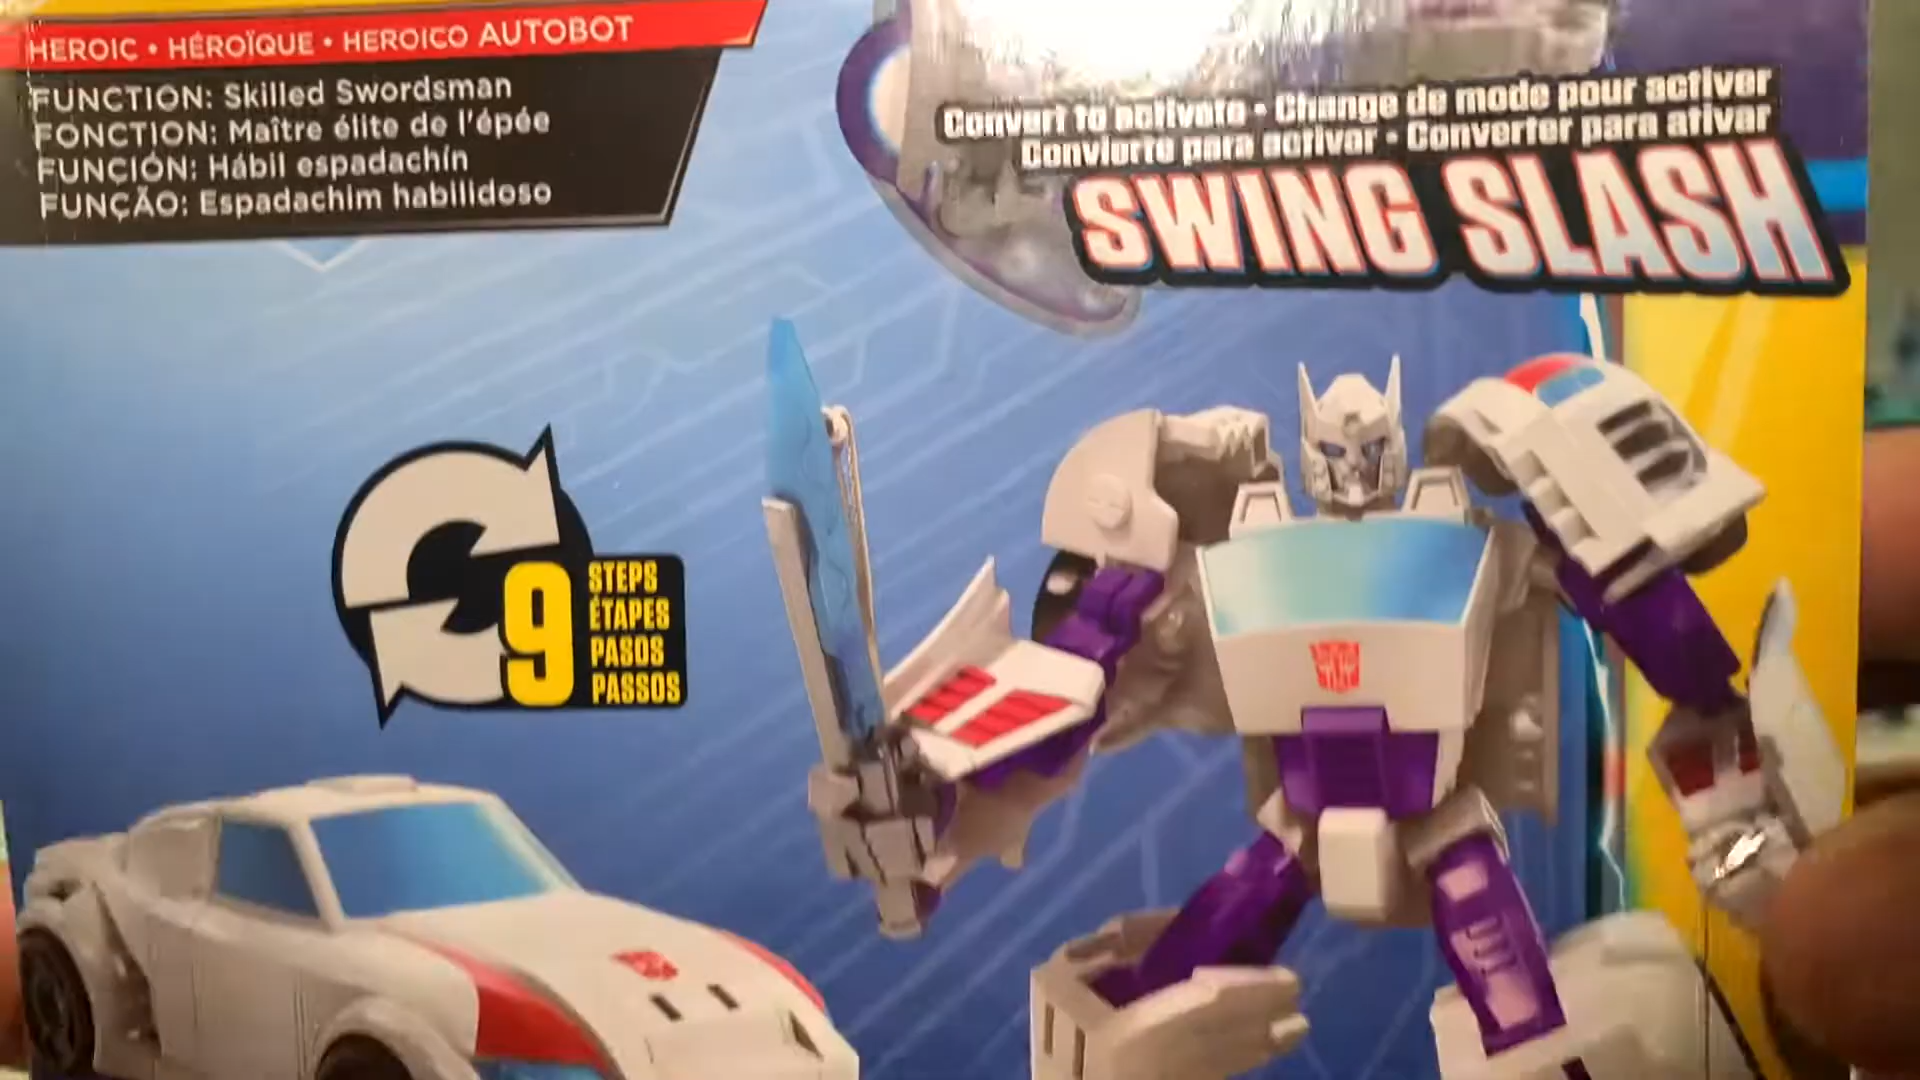 HEROIC • HÉROÏQUE • HEROICO AUTOBOT
FUNCTION: Skilled Swordsman
FONCTION: Maître élite de l'épée
FUNCIÓN: Hábil espadachín
FUNÇÃO: Espadachim habilidoso
Convert to activate • Change de mode pour activer
Convierte para activar • Converter para ativar
SWING SLASH
9 STEPS
ÉTAPES
PASOS
PASSOS